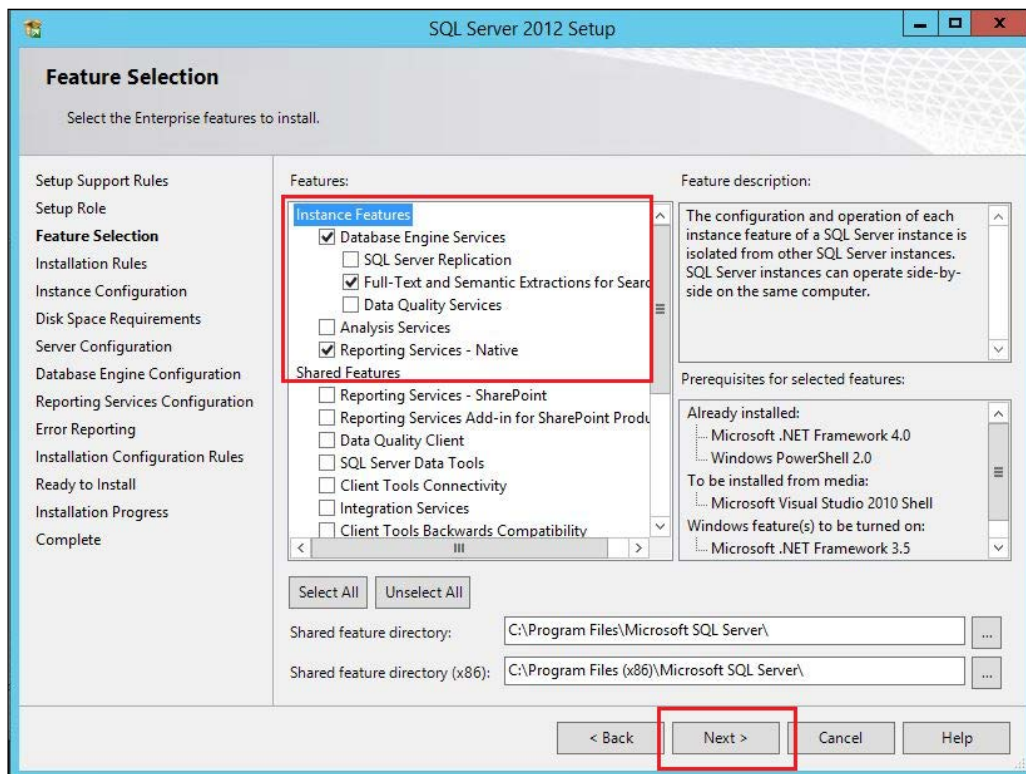 SQL Server 2012 Setup
Feature Selection
Select the Enterprise features to install.
Setup Support Rules
Setup Role
Feature Selection
Installation Rules
Instance Configuration
Disk Space Requirements
Server Configuration
Database Engine Configuration
Reporting Services Configuration
Error Reporting
Installation Configuration Rules
Ready to Install
Installation Progress
Complete
Features:
Instance Features
Database Engine Services
SQL Server Replication
Full-Text and Semantic Extractions for Searc
Data Quality Services
Analysis Services
Reporting Services - Native
Shared Features
Reporting Services - SharePoint
Reporting Services Add-in for SharePoint Produ
Data Quality Client
SQL Server Data Tools
Client Tools Connectivity
Integration Services
Client Tools Backwards Compatibility
Feature description:
The configuration and operation of each
instance feature of a SQL Server instance is
isolated from other SQL Server instances.
SQL Server instances can operate side-by-
side on the same computer.
Prerequisites for selected features:
Already installed:
Microsoft .NET Framework 4.0
Windows PowerShell 2.0
To be installed from media:
Microsoft Visual Studio 2010 Shell
Windows feature(s) to be turned on:
Microsoft .NET Framework 3.5
Select All Unselect All
Shared feature directory: C:\Program Files\Microsoft SQL Server\ ...
Shared feature directory (x86): C:\Program Files (x86)\Microsoft SQL Server\ ...
< Back Next > Cancel Help